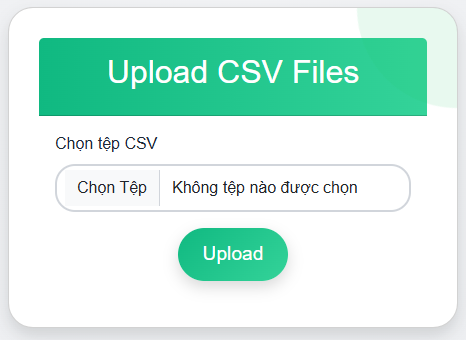 Upload CSV Files
Chọn tệp CSV
Chọn Tệp Không tệp nào được chọn
Upload